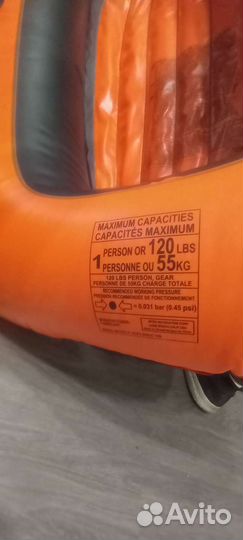 MAXIMUM CAPACITIES
CAPACITÉS MAXIMUM
1 PERSON OR 120 LBS
PERSONNE OU 55KG
120 LBS PERSON, GEAR
PERSONNE DE 55KG CHARGE TOTALE
RECOMMENDED WORKING PRESSURE
PRESSION RECOMMANDÉE DE FONCTIONNEMENT
= 0.031 bar (0.45 psi)
Avito